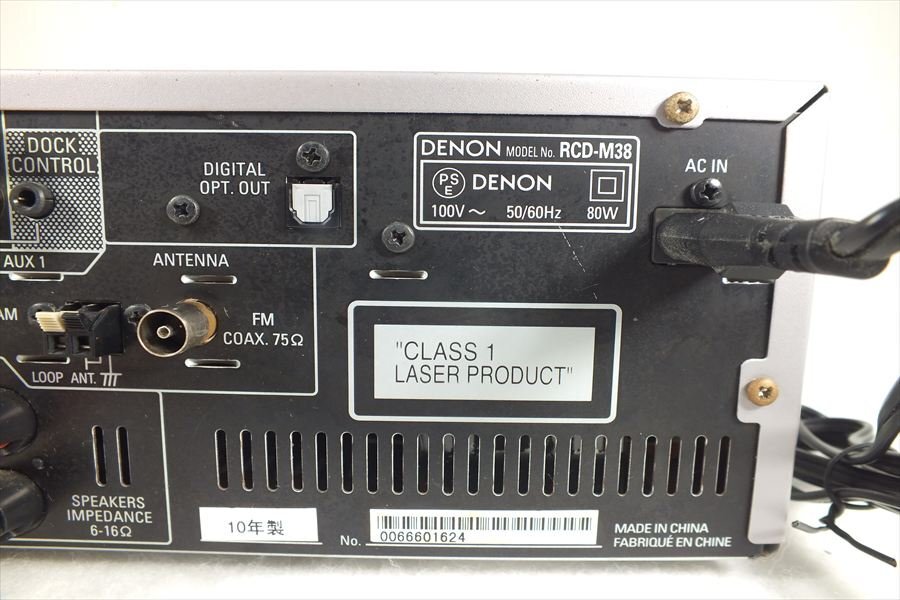 DOCK
CONTROL
AUX 1
DIGITAL
OPT. OUT
DENON MODEL No. RCD-M38
PS
E
DENON
100V～ 50/60Hz 80W
AC IN
ANTENNA
AM
FM
COAX. 75Ω
LOOP ANT.
"CLASS 1
LASER PRODUCT"
SPEAKERS
IMPEDANCE
6-16Ω
10年製
No. 0066601624
MADE IN CHINA
FABRIQUÉ EN CHINE